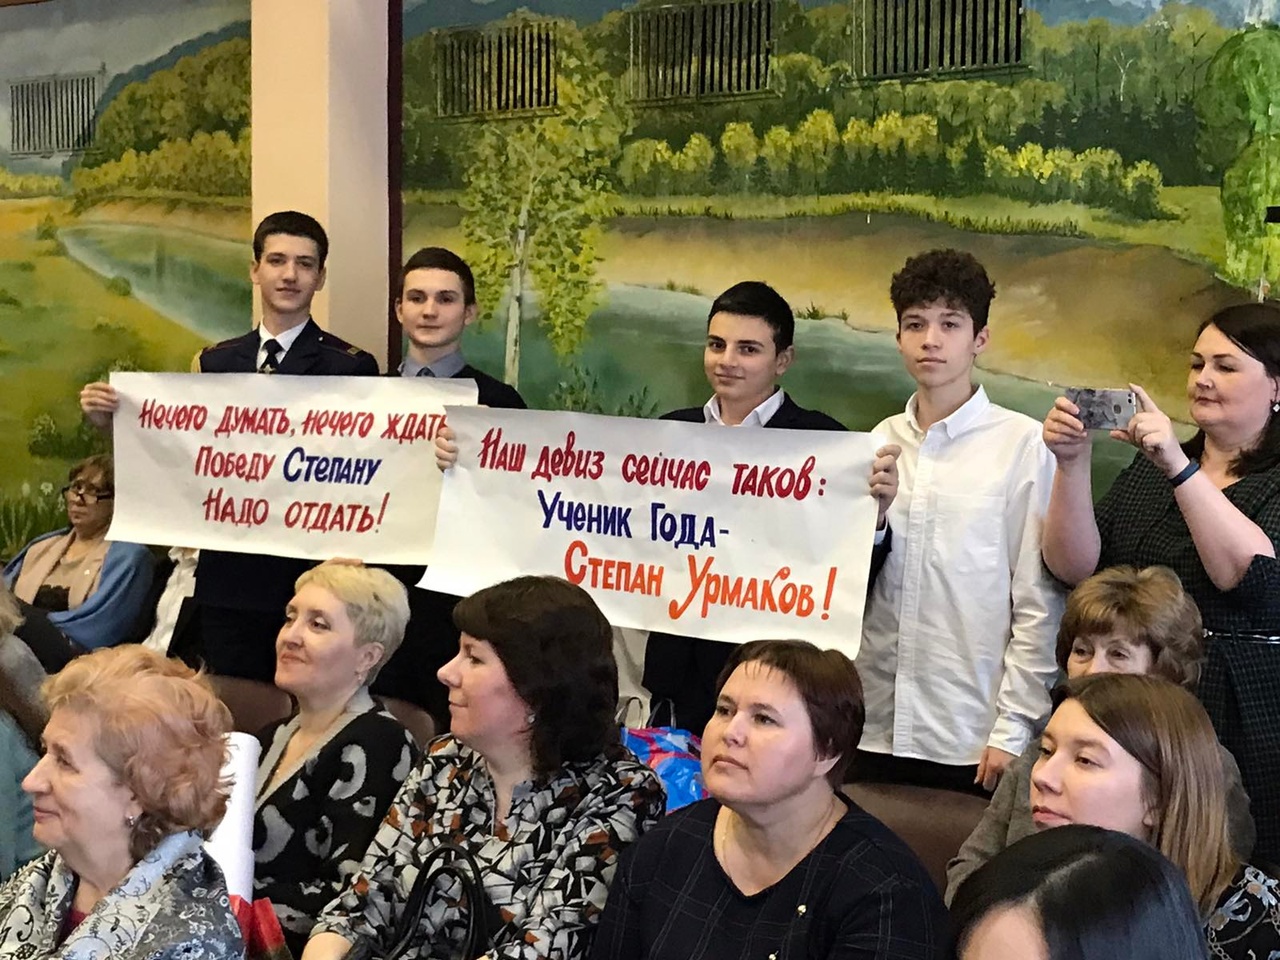 Нечего думать, нечего ждать
Победу Степану
Надо отдать!
Наш девиз сейчас таков:
Ученик Года-
Степан Урмаков!